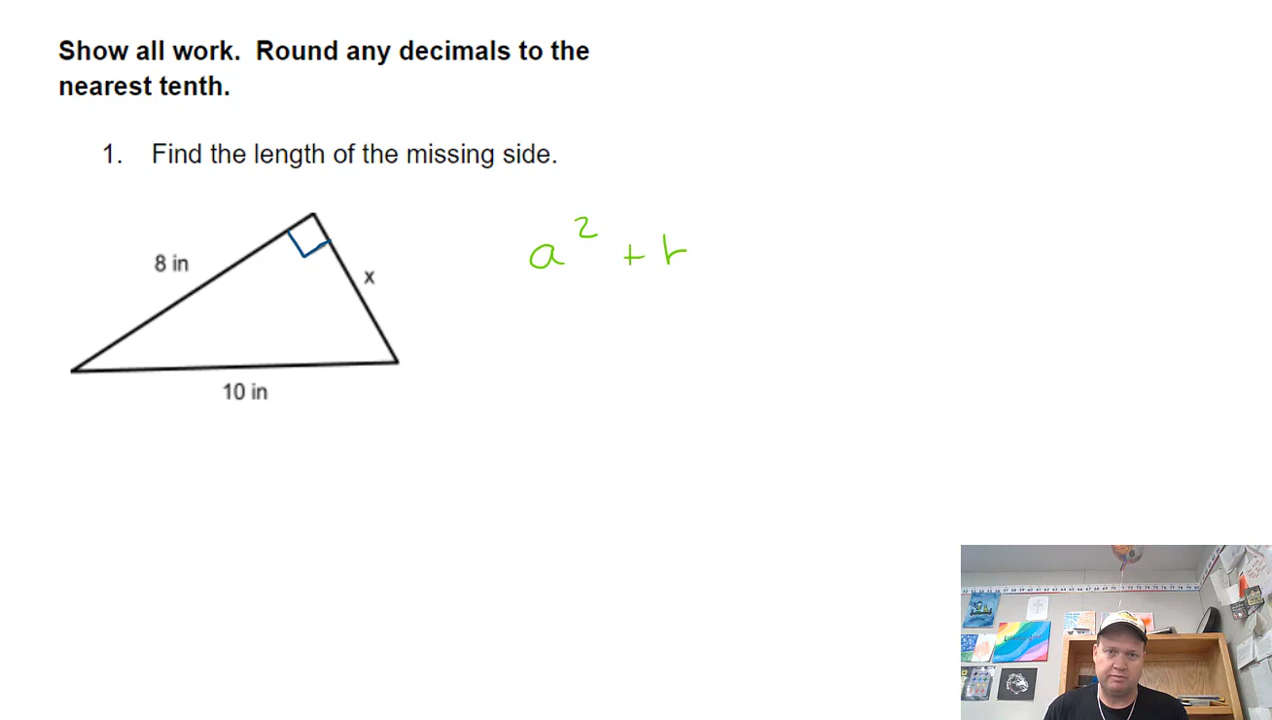 Show all work. Round any decimals to the
nearest tenth.
1. Find the length of the missing side.
a² +
8 in
x
10 in